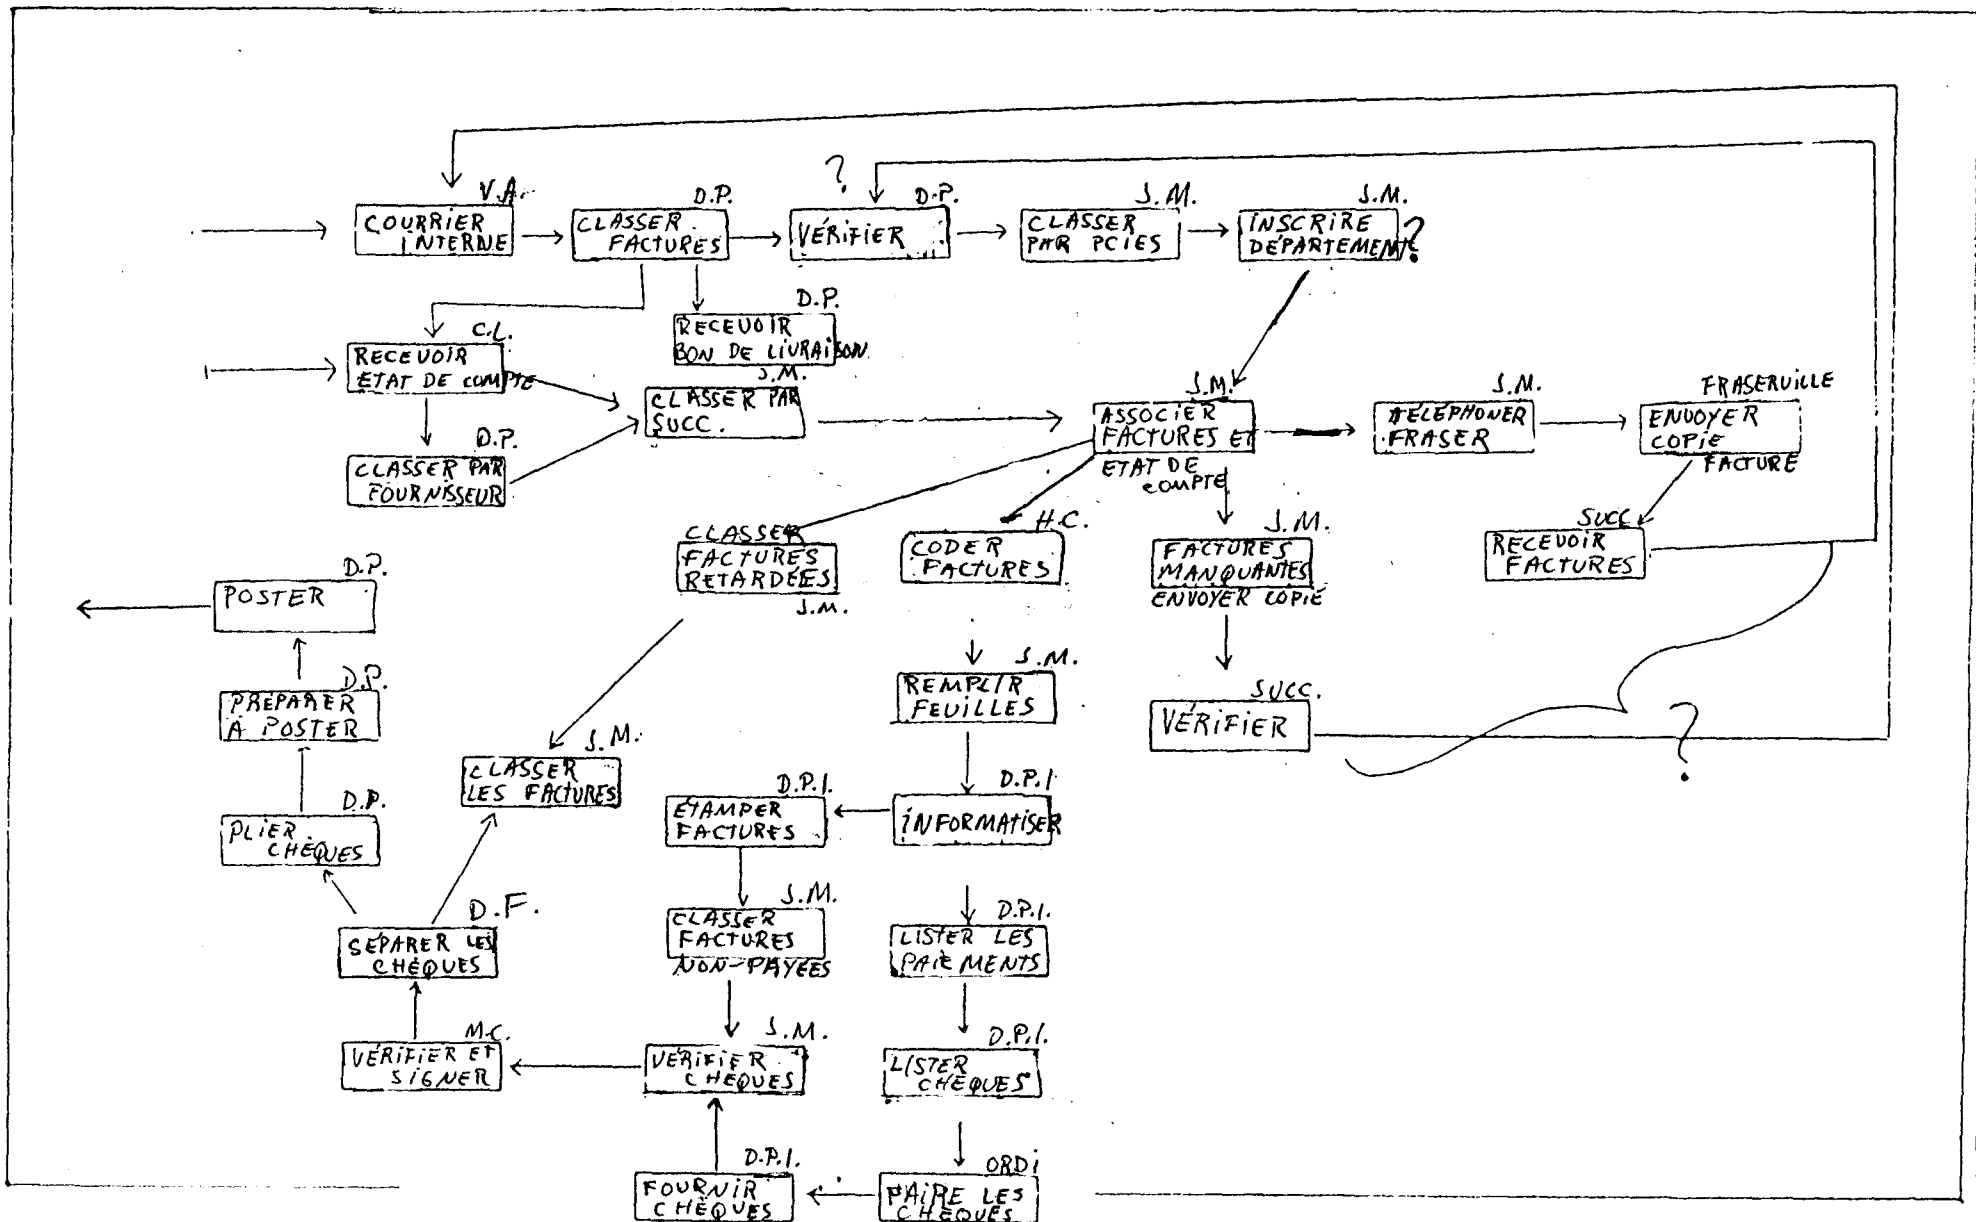 ?
V.A.
COURRIER
INTERNE
D.P.
CLASSER
FACTURES
D.P.
VÉRIFIER
J.M.
CLASSER
PAR PCIES
J.M.
INSCRIRE
DÉPARTEMENT?
D.P.
RECEVOIR
BON DE LIVRAISON
C.L.
RECEVOIR
ETAT DE COMPTE
J.M.
CLASSER PAR
SUCC.
D.P.
CLASSER PAR
FOURNISSEUR
J.M.
ASSOCIER
FACTURES ET
ETAT DE
COMPTE
J.M.
TÉLÉPHONER
FRASER
FRASERVILLE
ENVOYER
COPIE
FACTURE
SUCC.
RECEVOIR
FACTURES
CLASSER
FACTURES
RETARDÉES
J.M.
H.C.
CODER
FACTURES
J.M.
FACTURES
MANQUANTES
ENVOYER COPIE
D.P.
POSTER
J.M.
REMPLIR
FEUILLES
SUCC.
VÉRIFIER
?
D.P.
PRÉPARER
À POSTER
J.M.
CLASSER
LES FACTURES
D.P.I.
ÉTAMPER
FACTURES
D.P.I
INFORMATISER
D.P.
PLIER
CHÈQUES
D.F.
SÉPARER LES
CHÈQUES
J.M.
CLASSER
FACTURES
NON-PAYÉES
D.P.I.
LISTER LES
PAIEMENTS
M.C.
VÉRIFIER ET
SIGNER
J.M.
VÉRIFIER
CHÈQUES
D.P.I.
LISTER
CHÈQUES
D.P.I.
FOURNIR
CHÈQUES
ORDI
FAIRE LES
CHÈQUES